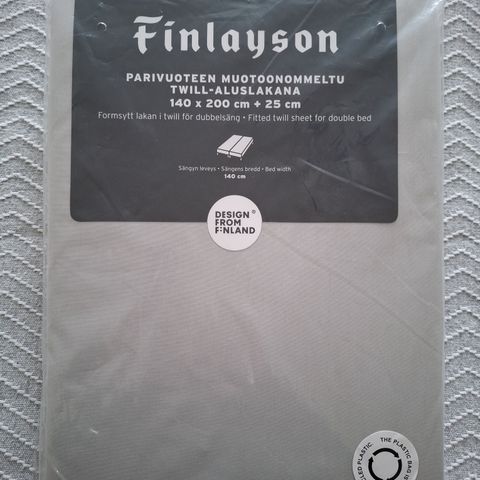 Finlayson
PARIVUOTEEN MUOTOONOMMELTU
TWILL-ALUSLAKANA
140 x 200 cm + 25 cm
Formsytt lakan i twill för dubbelsäng • Fitted twill sheet for double bed
Sängyn leveys • Sängens bredd • Bed width
140 cm
DESIGN
FROM
FINLAND
PLASTIC. THE PLASTIC BAG